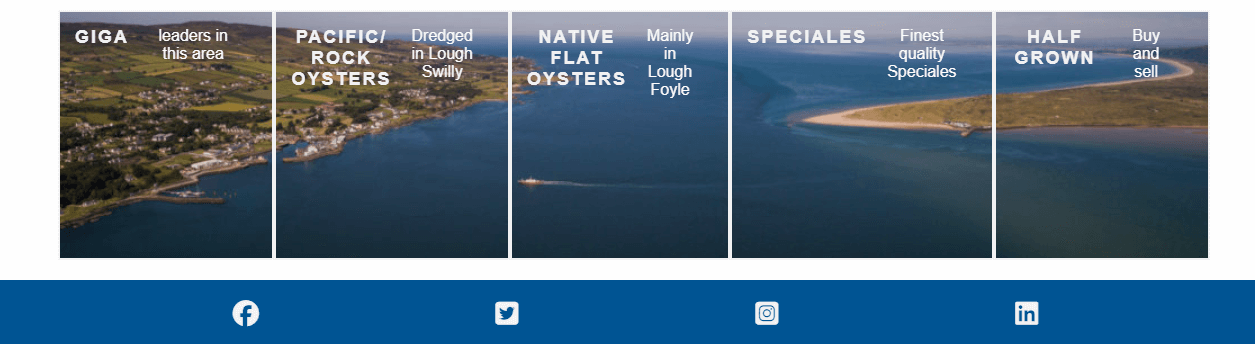 GIGA
leaders in
this area
PACIFIC/
ROCK
OYSTERS
Dredged
in Lough
Swilly
NATIVE
FLAT
OYSTERS
Mainly
in
Lough
Foyle
SPECIALES
Finest
quality
Speciales
HALF
GROWN
Buy
and
sell